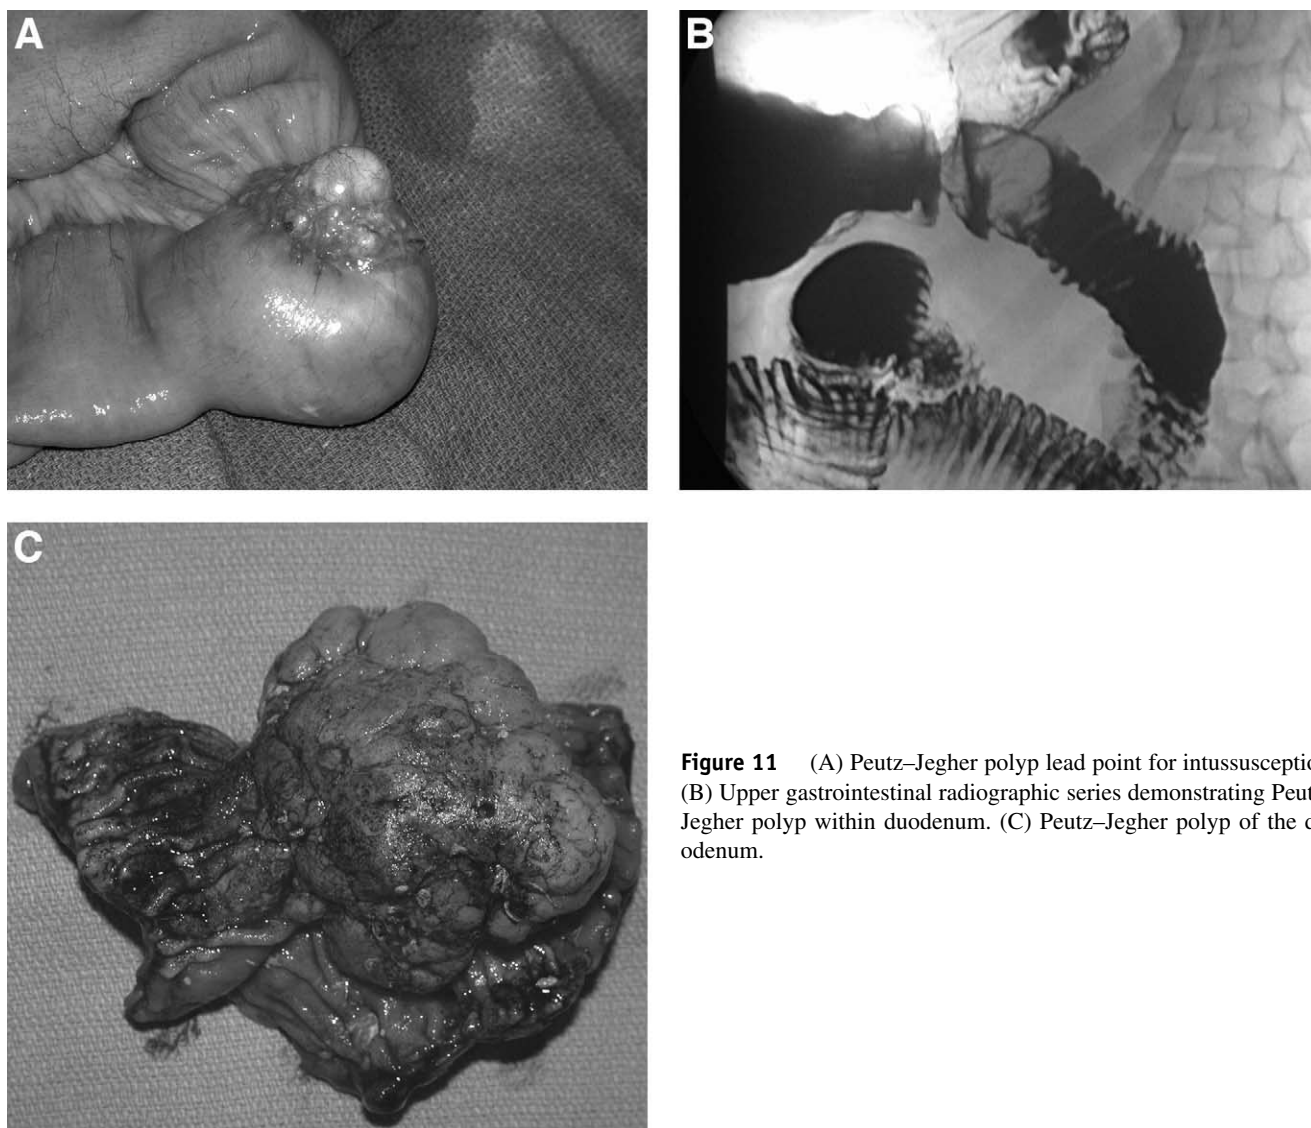 A
B
C
Figure 11 (A) Peutz–Jegher polyp lead point for intussusceptio
(B) Upper gastrointestinal radiographic series demonstrating Peut
Jegher polyp within duodenum. (C) Peutz–Jegher polyp of the d
odenum.